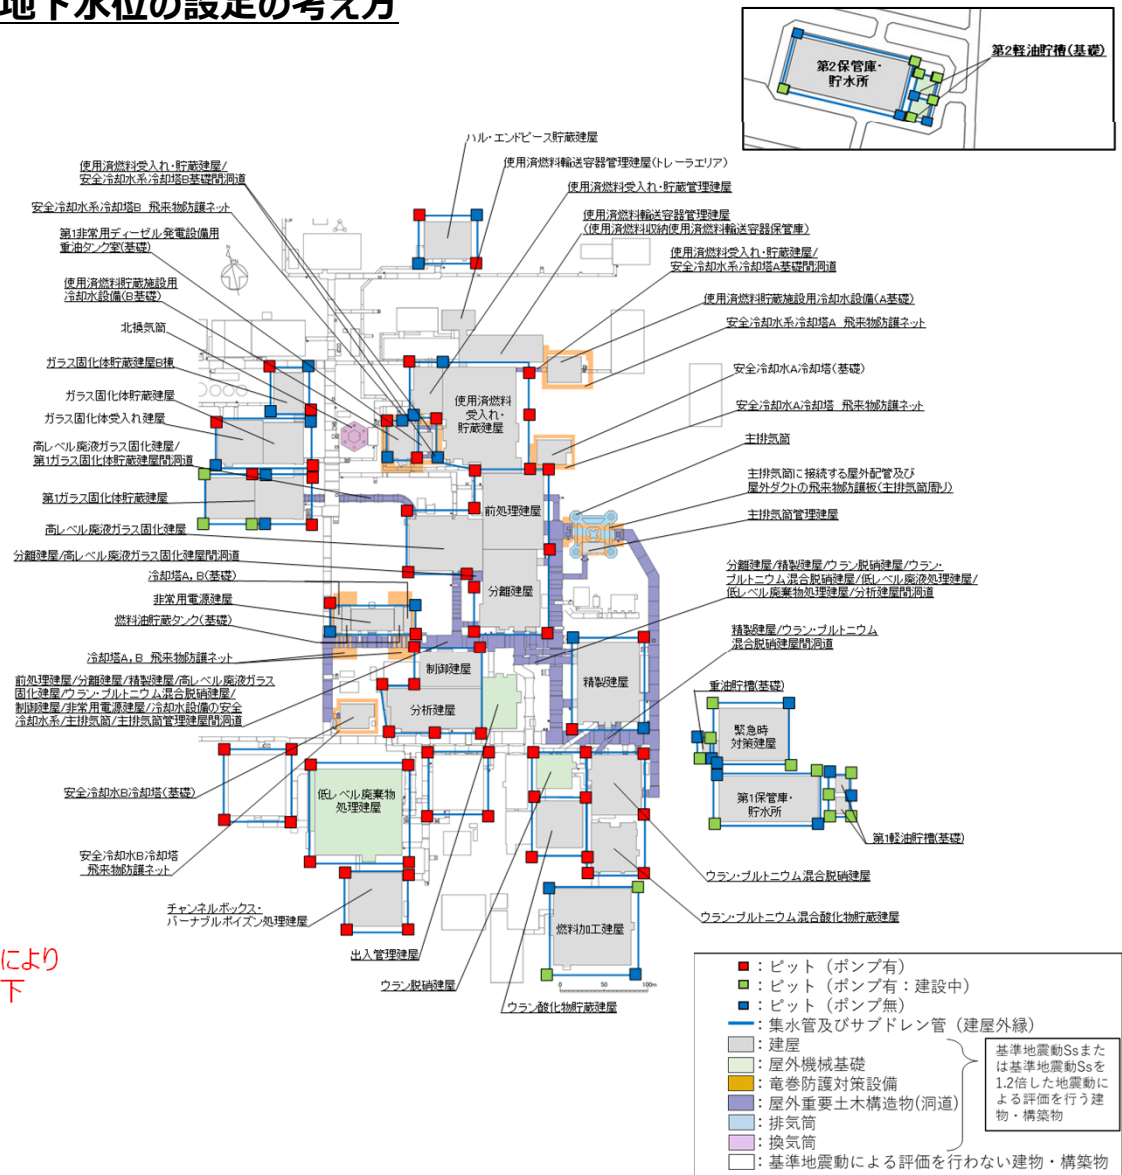 地下水位の設定の考え方
第2軽油貯槽(基礎)
第2保管庫・
貯水所
ハル・エンドピース貯蔵建屋
使用済燃料輸送容器管理建屋(トレーラエリア)
使用済燃料受入れ・貯蔵管理建屋
使用済燃料輸送容器管理建屋
(使用済燃料収納使用済燃料輸送容器保管庫)
使用済燃料受入れ・貯蔵建屋/
安全冷却水系冷却塔A基礎間洞道
使用済燃料貯蔵施設用冷却水設備(A基礎)
安全冷却水系冷却塔A 飛来物防護ネット
安全冷却水A冷却塔(基礎)
安全冷却水A冷却塔 飛来物防護ネット
主排気筒
主排気筒に接続する屋外配管及び
屋外ダクトの飛来物防護板(主排気筒周り)
主排気筒管理建屋
分離建屋/精製建屋/ウラン脱硝建屋/ウラン・
プルトニウム混合脱硝建屋/低レベル廃液処理建屋/
低レベル廃棄物処理建屋/分析建屋間洞道
精製建屋/ウラン・プルトニウム
混合脱硝建屋間洞道
使用済燃料受入れ・貯蔵建屋/
安全冷却水系冷却塔B基礎間洞道
安全冷却水系冷却塔B 飛来物防護ネット
第1非常用ディーゼル発電設備用
重油タンク室(基礎)
使用済燃料貯蔵施設用
冷却水設備(B基礎)
北換気筒
ガラス固化体貯蔵建屋B棟
ガラス固化体貯蔵建屋
ガラス固化体受入れ建屋
高レベル廃液ガラス固化建屋/
第1ガラス固化体貯蔵建屋間洞道
第1ガラス固化体貯蔵建屋
高レベル廃液ガラス固化建屋
分離建屋/高レベル廃液ガラス固化建屋間洞道
冷却塔A，B(基礎)
非常用電源建屋
燃料油貯蔵タンク(基礎)
冷却塔A，B 飛来物防護ネット
前処理建屋/分離建屋/精製建屋/高レベル廃液ガラス
固化建屋/ウラン・プルトニウム混合脱硝建屋/
制御建屋/非常用電源建屋/冷却水設備の安全
冷却水系/主排気筒/主排気筒管理建屋間洞道
安全冷却水B冷却塔(基礎)
安全冷却水B冷却塔
飛来物防護ネット
チャンネルボックス・
バーナブルポイズン処理建屋
出入管理建屋
ウラン脱硝建屋
ウラン酸化物貯蔵建屋
N
使用済燃料
受入れ・
貯蔵建屋
前処理建屋
分離建屋
制御建屋
分析建屋
精製建屋
低レベル廃棄物
処理建屋
燃料加工建屋
0 50 100m
重油貯槽(基礎)
緊急時
対策建屋
第1保管庫・
貯水所
第1軽油貯槽(基礎)
ウラン・プルトニウム混合脱硝建屋
ウラン・プルトニウム混合酸化物貯蔵建屋
により
下
：ピット（ポンプ有）
：ピット（ポンプ有：建設中）
：ピット（ポンプ無）
：集水管及びサブドレン管（建屋外縁）
：建屋
：屋外機械基礎
：竜巻防護対策設備
：屋外重要土木構造物(洞道)
：排気筒
：換気筒
：基準地震動による評価を行わない建物・構築物
基準地震動Ssまた
は基準地震動Ssを
1.2倍した地震動に
よる評価を行う建
物・構築物